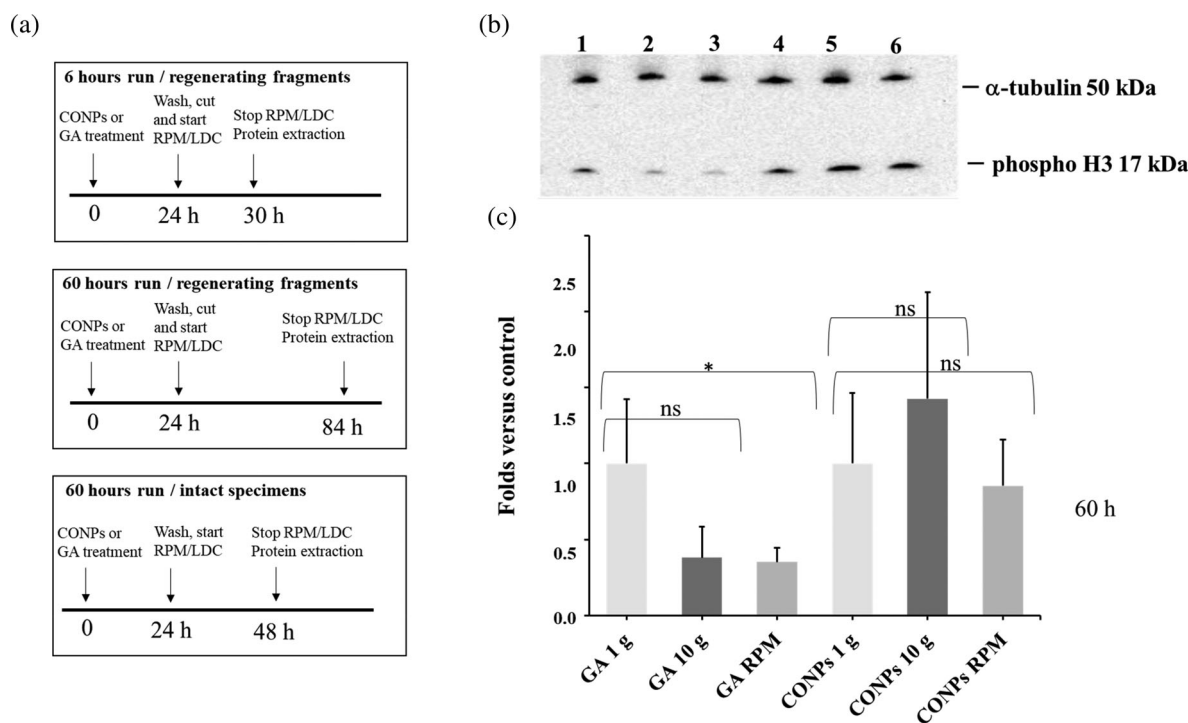 (a)
6 hours run / regenerating fragments
CONPs or
GA treatment
Wash, cut
and start
RPM/LDC
Stop RPM/LDC
Protein extraction
0
24 h
30 h
60 hours run / regenerating fragments
CONPs or
GA treatment
Wash, cut
and start
RPM/LDC
Stop RPM/LDC
Protein extraction
0
24 h
84 h
60 hours run / intact specimens
CONPs or
GA treatment
Wash, start
RPM/LDC
Stop RPM/LDC
Protein extraction
0
24 h
48 h
(b)
1 2 3 4 5 6
α-tubulin 50 kDa
phospho H3 17 kDa
(c)
Folds versus control
2.5
2.0
1.5
1.0
0.5
0.0
ns
*
ns
ns
ns
GA 1 g
GA 10 g
GA RPM
CONPs 1 g
CONPs 10 g
CONPs RPM
60 h